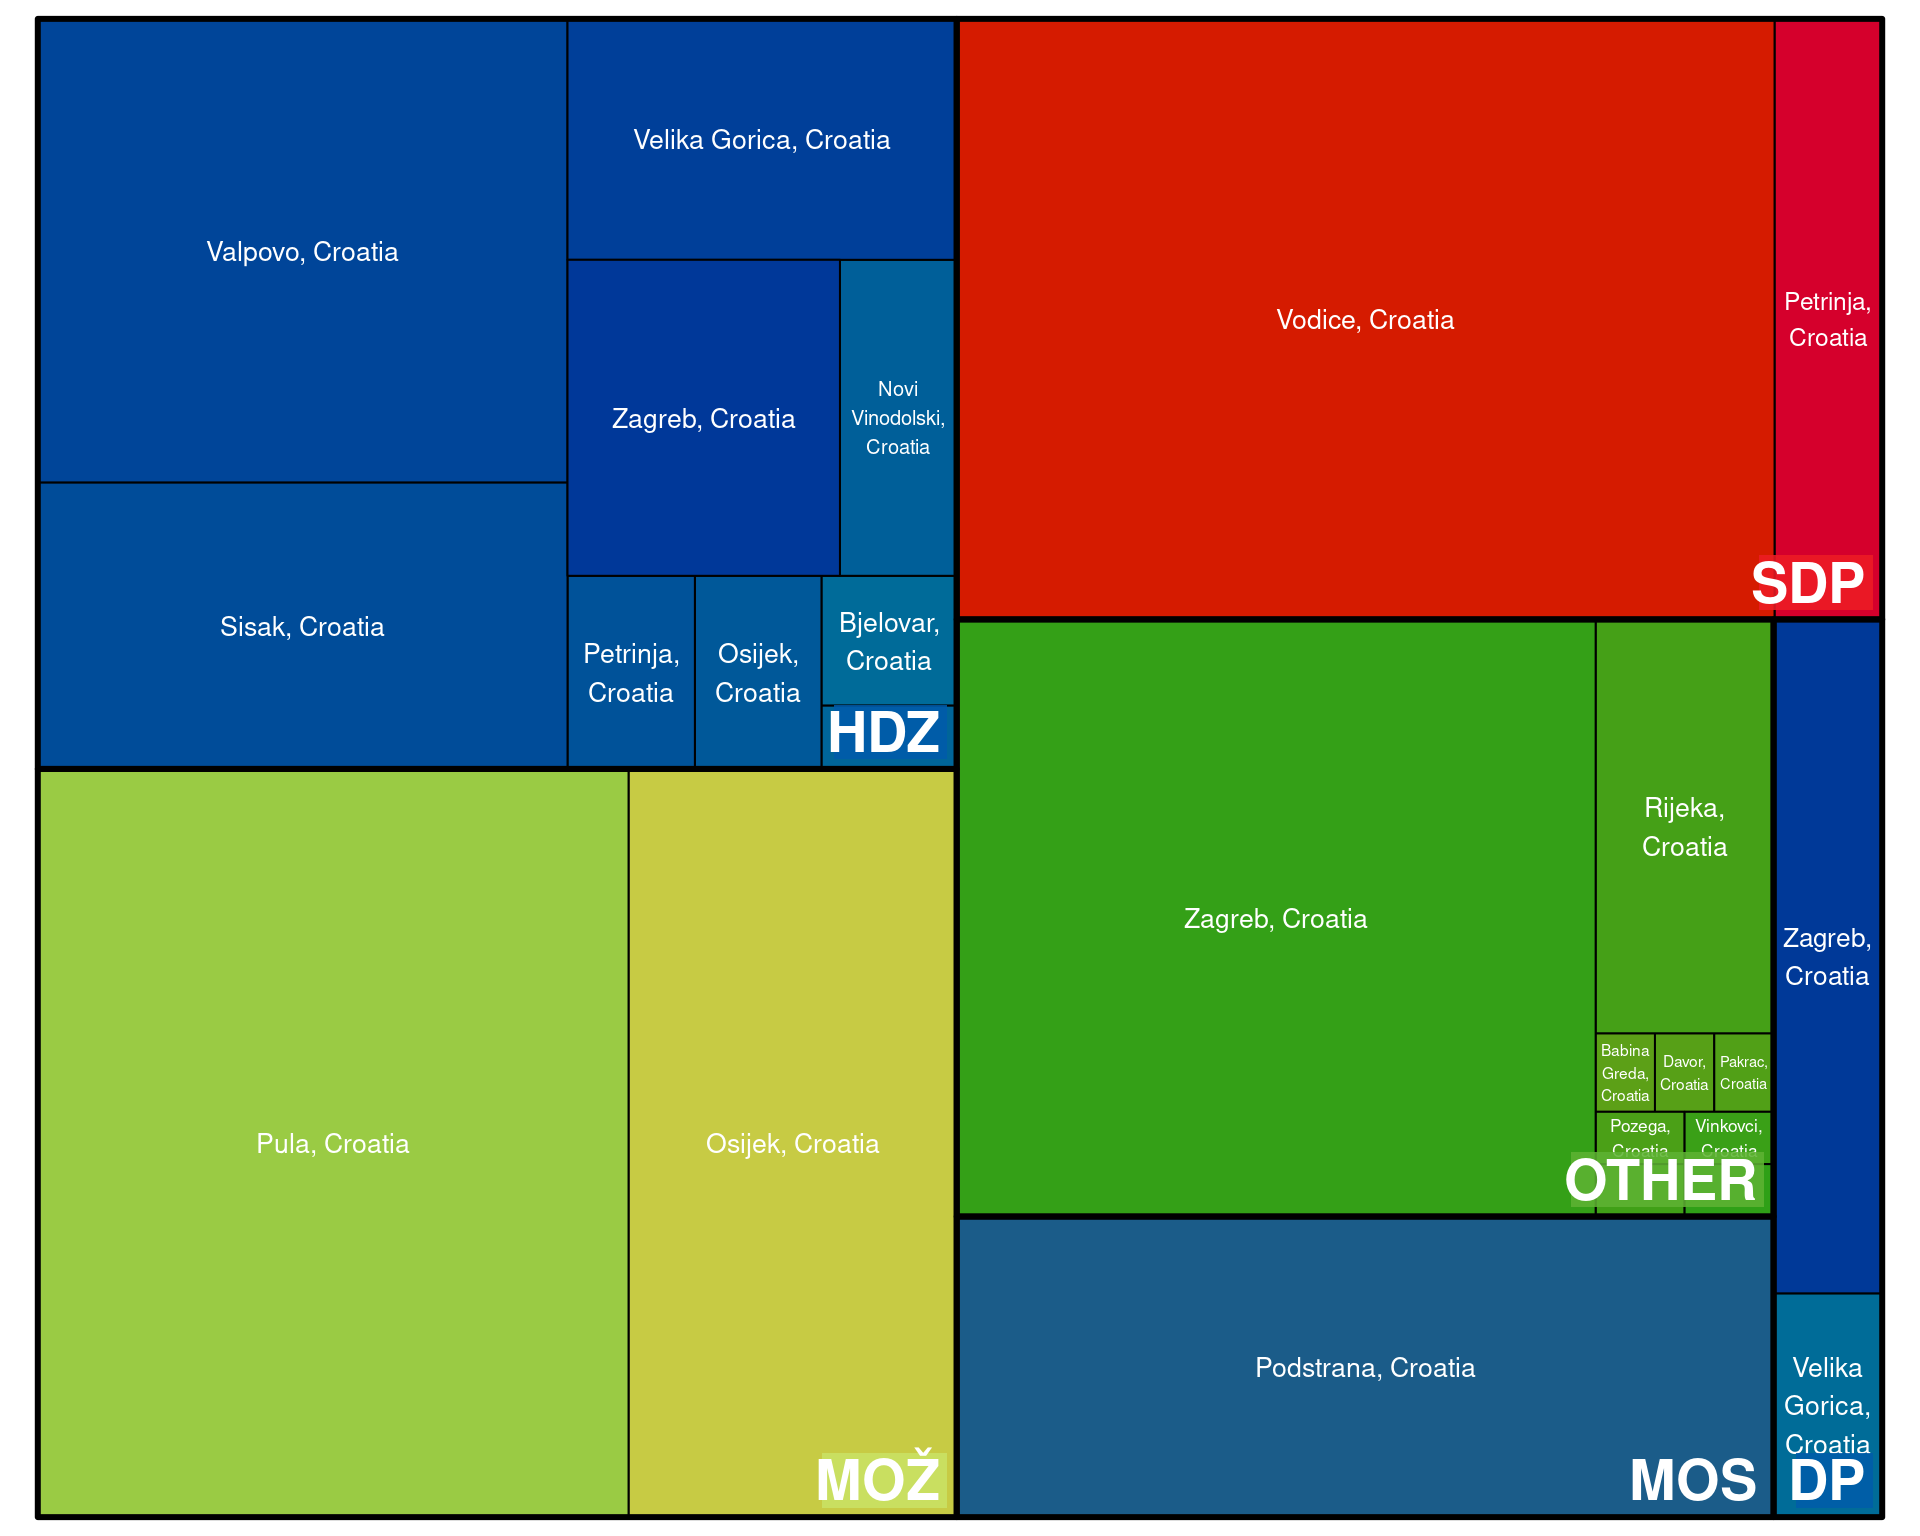 Valpovo, Croatia
Sisak, Croatia
Velika Gorica, Croatia
Zagreb, Croatia
Novi
Vinodolski,
Croatia
Petrinja,
Croatia
Osijek,
Croatia
Bjelovar,
Croatia
HDZ
Pula, Croatia
Osijek, Croatia
MOŽ
Vodice, Croatia
Petrinja,
Croatia
SDP
Zagreb, Croatia
Rijeka,
Croatia
Babina
Greda,
Croatia
Davor,
Croatia
Pakrac,
Croatia
Pozega,
Croatia
Vinkovci,
Croatia
OTHER
Podstrana, Croatia
MOS
Zagreb,
Croatia
Velika
Gorica,
Croatia
DP